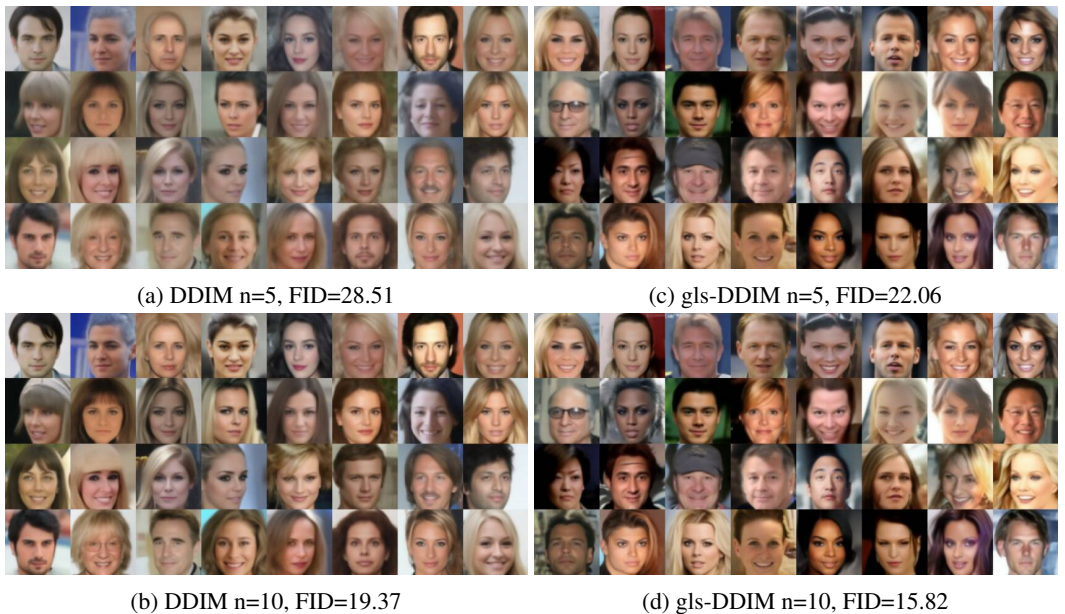 (a) DDIM n=5, FID=28.51
(c) gls-DDIM n=5, FID=22.06
(b) DDIM n=10, FID=19.37
(d) gls-DDIM n=10, FID=15.82